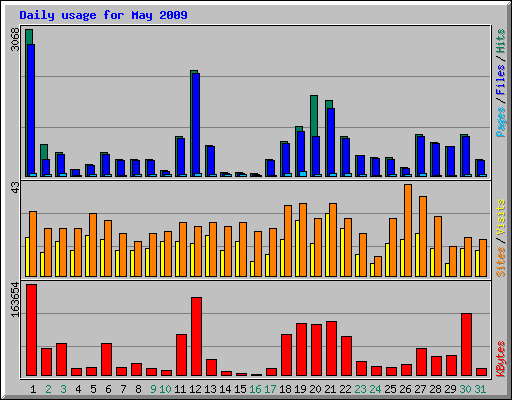 Daily usage for May 2009
3068
Pages / Files / Hits
43
Sites / Visits
163654
KBytes
1 2 3 4 5 6 7 8 9 10 11 12 13 14 15 16 17 18 19 20 21 22 23 24 25 26 27 28 29 30 31